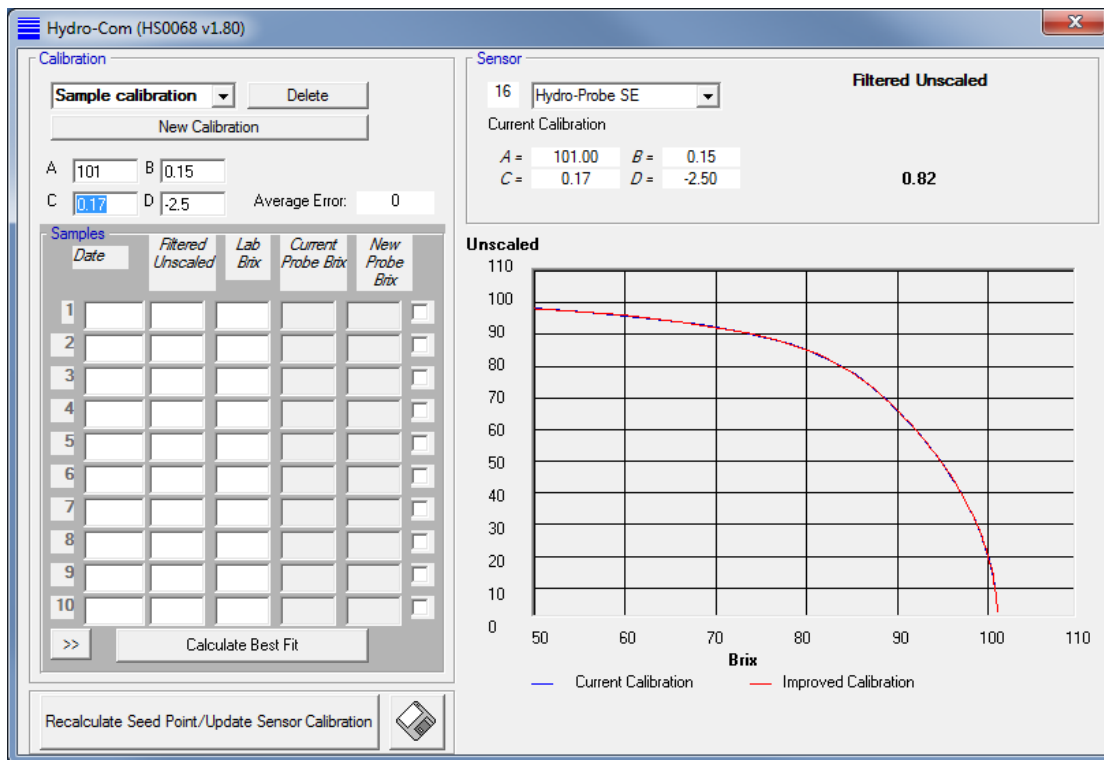 Hydro-Com (HS0068 v1.80)
X
Calibration
Sample calibration
Delete
New Calibration
A 101 B 0.15
C 0.17 D -2.5 Average Error: 0
Samples
Date Filtered Unscaled Lab Brix Current Probe Brix New Probe Brix
1
2
3
4
5
6
7
8
9
10
>> Calculate Best Fit
Recalculate Seed Point/Update Sensor Calibration
Sensor
16 Hydro-Probe SE
Filtered Unscaled
Current Calibration
A = 101.00 B = 0.15
C = 0.17 D = -2.50
0.82
Unscaled
110
100
90
80
70
60
50
40
30
20
10
0
50 60 70 80 90 100 110
Brix
Current Calibration Improved Calibration